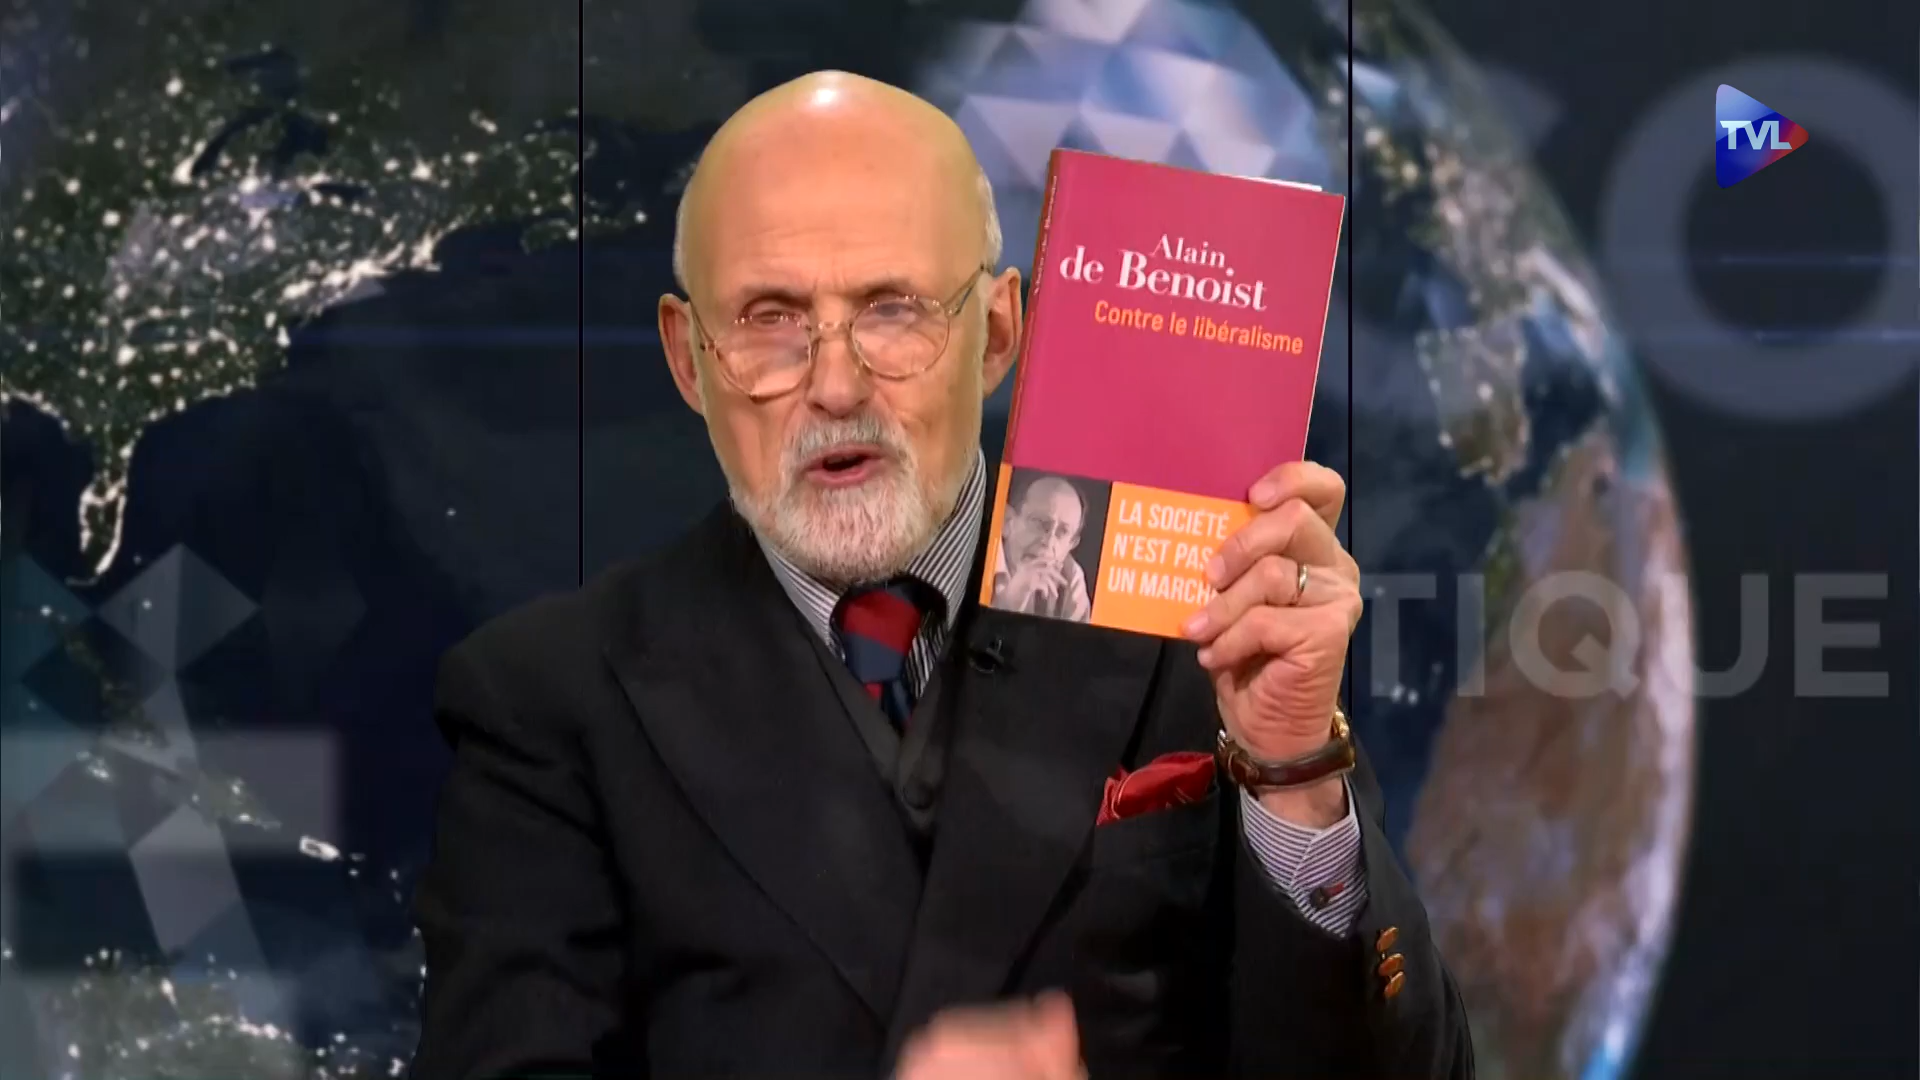 TVL
Alain
de Benoist
Contre le libéralisme
LA SOCIÉTÉ
N'EST PAS
UN MARCH
TIQUE